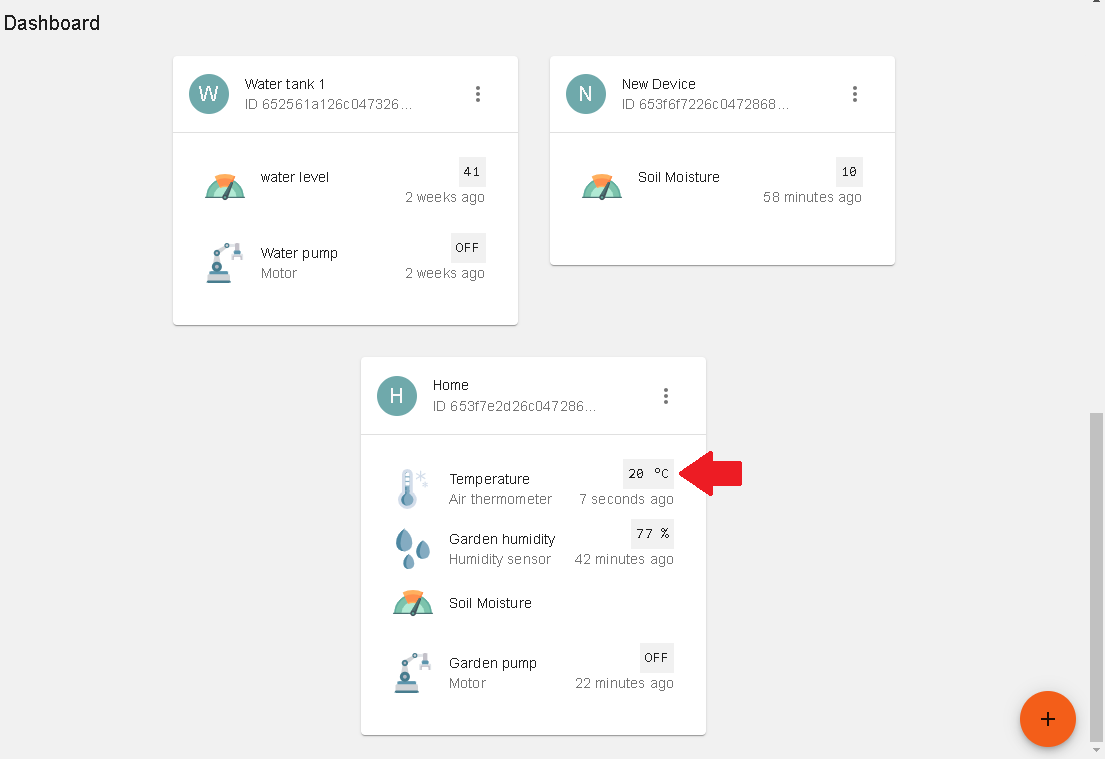 Dashboard
W
Water tank 1
ID 652561a126c047326...
water level
41
2 weeks ago
Water pump
OFF
Motor
2 weeks ago
N
New Device
ID 653f6f7226c0472868...
Soil Moisture
10
58 minutes ago
H
Home
ID 653f7e2d26c047286...
Temperature
20 °C
Air thermometer
7 seconds ago
Garden humidity
77 %
Humidity sensor
42 minutes ago
Soil Moisture
Garden pump
OFF
Motor
22 minutes ago
+